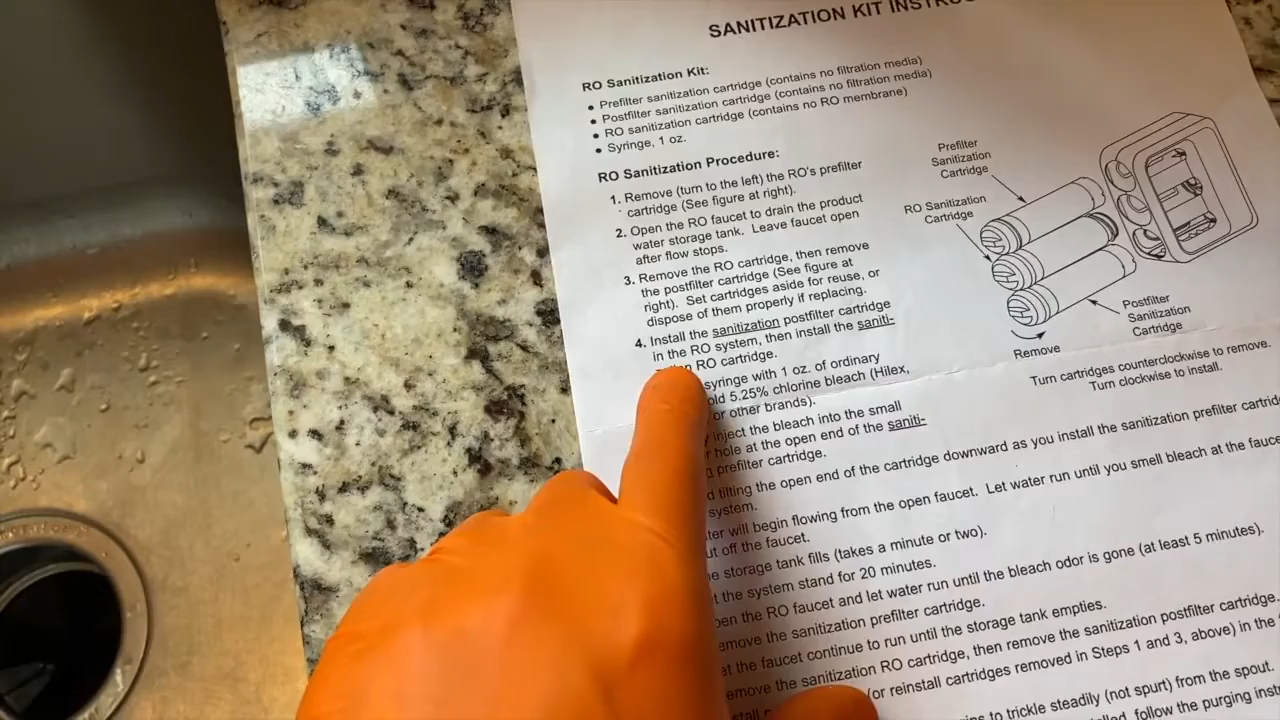 SANITIZATION KIT
RO Sanitization Kit:
• Prefilter sanitization cartridge (contains no filtration media)
• Postfilter sanitization cartridge (contains no filtration media)
• RO sanitization cartridge (contains no RO membrane)
• Syringe, 1 oz.
RO Sanitization Procedure:
1. Remove (turn to the left) the RO's prefilter
cartridge (See figure at right).
2. Open the RO faucet to drain the product
water storage tank. Leave faucet open
after flow stops.
3. Remove the RO cartridge, then remove
the postfilter cartridge (See figure at
right). Set cartridges aside for reuse, or
dispose of them properly if replacing.
4. Install the sanitization postfilter cartridge
in the RO system, then install the saniti-
RO cartridge.
syringe with 1 oz. of ordinary
5.25% chlorine bleach (Hilex,
or other brands).
inject the bleach into the small
hole at the open end of the saniti-
prefilter cartridge.
tilting the open end of the cartridge downward as you install the sanitization prefilter
system.
will begin flowing from the open faucet. Let water run until you smell bleach at the
off the faucet.
storage tank fills (takes a minute or two).
the system stand for 20 minutes.
the RO faucet and let water run until the bleach odor is gone (at least 5 minutes).
the sanitization prefilter cartridge.
the faucet continue to run until the storage tank empties.
the sanitization RO cartridge, then remove the sanitization postfilter cartridge.
(or reinstall cartridges removed in Steps 1 and 3, above) in the
to trickle steadily (not spurt) from the spout.
follow the purging
Prefilter
Sanitization
Cartridge
RO Sanitization
Cartridge
Postfilter
Sanitization
Cartridge
Remove
Turn cartridges counterclockwise to remove.
Turn clockwise to install.